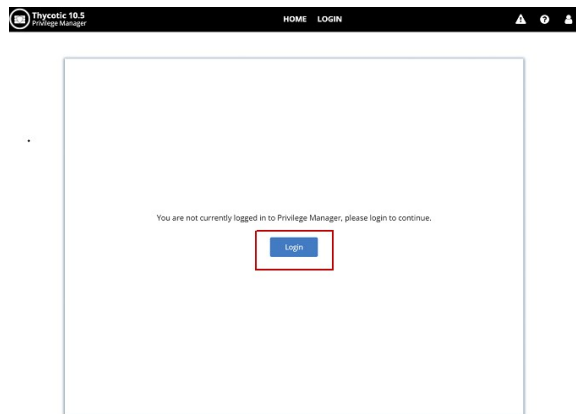 Thycotic 10.5
Privilege Manager
HOME LOGIN
You are not currently logged in to Privilege Manager, please login to continue.
Login